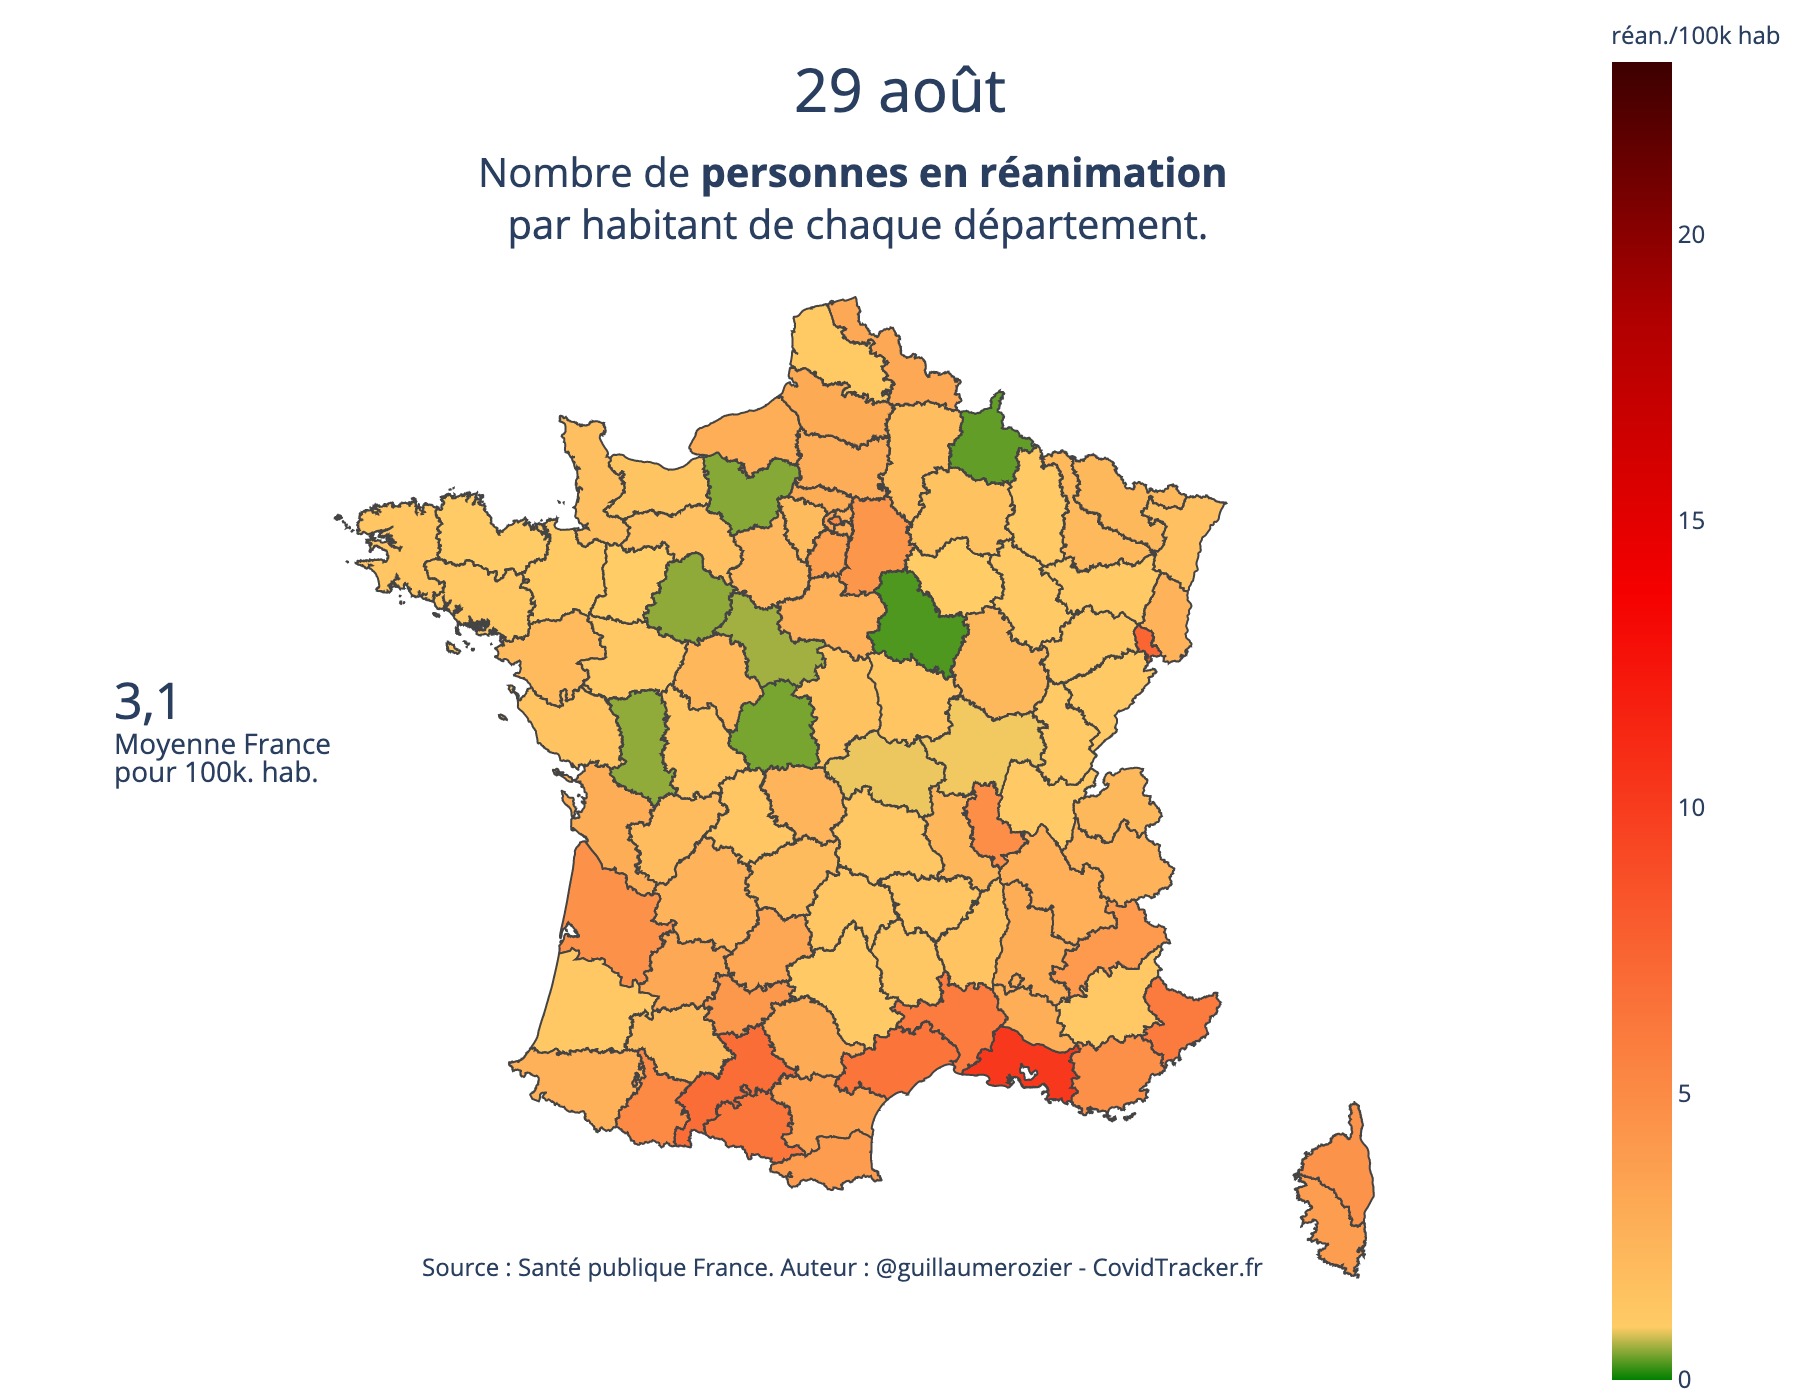 réan./100k hab
29 août
Nombre de personnes en réanimation
par habitant de chaque département.
20
15
3,1
Moyenne France
pour 100k. hab.
10
5
Source : Santé publique France. Auteur : @guillaumerozier - CovidTracker.fr
0